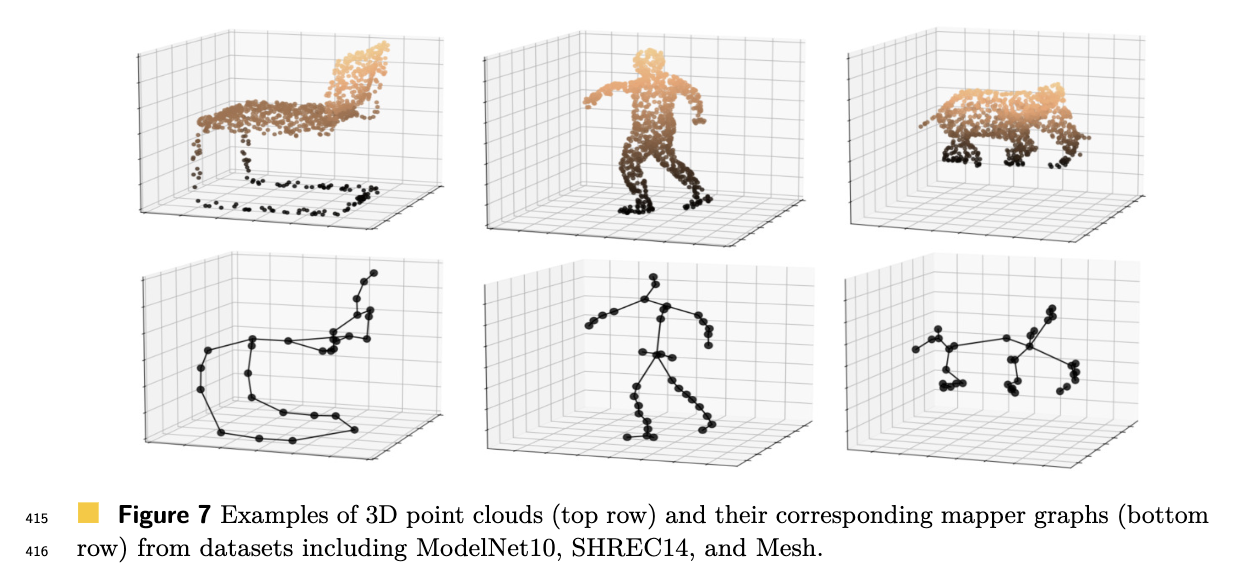 415 Figure 7 Examples of 3D point clouds (top row) and their corresponding mapper graphs (bottom
416 row) from datasets including ModelNet10, SHREC14, and Mesh.